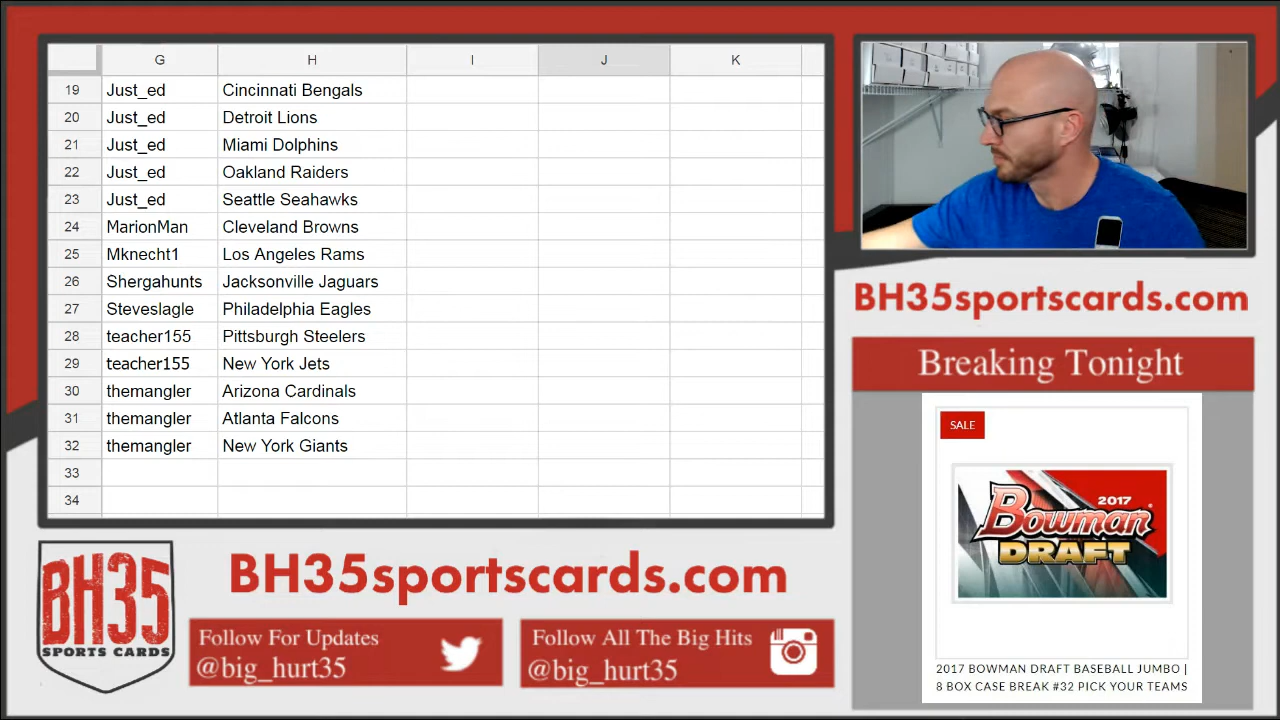 G H I J K
19 Just_ed Cincinnati Bengals
20 Just_ed Detroit Lions
21 Just_ed Miami Dolphins
22 Just_ed Oakland Raiders
23 Just_ed Seattle Seahawks
24 MarionMan Cleveland Browns
25 Mknecht1 Los Angeles Rams
26 Shergahunts Jacksonville Jaguars
27 Steveslagle Philadelphia Eagles
28 teacher155 Pittsburgh Steelers
29 teacher155 New York Jets
30 themangler Arizona Cardinals
31 themangler Atlanta Falcons
32 themangler New York Giants
33
34
BH35sportscards.com
Breaking Tonight
SALE
2017
Bowman
DRAFT
2017 BOWMAN DRAFT BASEBALL JUMBO |
8 BOX CASE BREAK #32 PICK YOUR TEAMS
BH35
SPORTS CARDS
BH35sportscards.com
Follow For Updates
@big_hurt35
Follow All The Big Hits
@big_hurt35